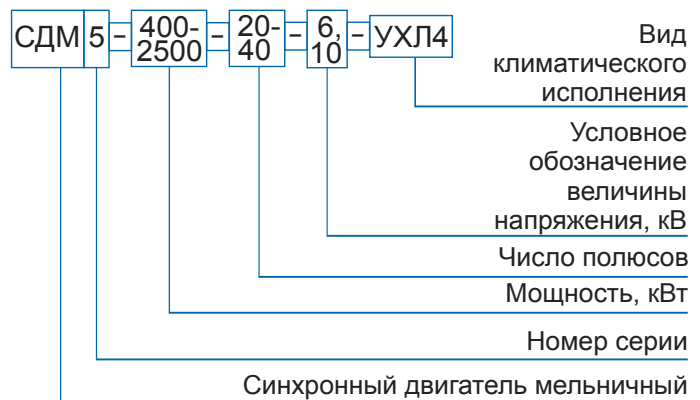 СДМ 5 – 400-2500 – 20-40 – 6, 10 – УХЛ4
Вид
климатического
исполнения
Условное
обозначение
величины
напряжения, кВ
Число полюсов
Мощность, кВт
Номер серии
Синхронный двигатель мельничный